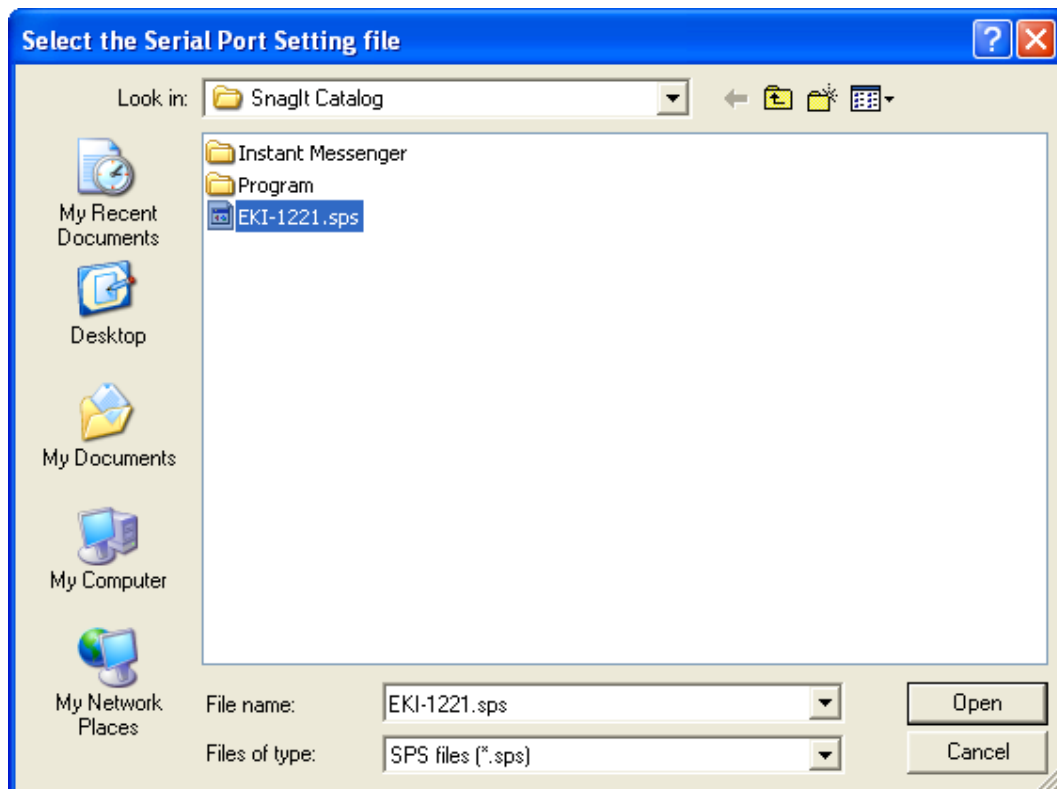 Select the Serial Port Setting file
Look in:
SnagIt Catalog
My Recent
Documents
Desktop
My Documents
My Computer
My Network
Places
Instant Messenger
Program
EKI-1221.sps
File name:
EKI-1221.sps
Open
Files of type:
SPS files (*.sps)
Cancel